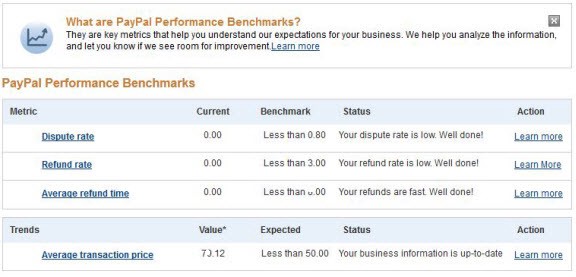 What are PayPal Performance Benchmarks?
They are key metrics that help you understand our expectations for your business. We help you analyze the information,
and let you know if we see room for improvement.Learn more
PayPal Performance Benchmarks
Metric Current Benchmark Status Action
Dispute rate 0.00 Less than 0.80 Your dispute rate is low. Well done! Learn more
Refund rate 0.00 Less than 3.00 Your refund rate is low. Well done! Learn More
Average refund time 0.00 Less than Your refunds are fast. Well done! Learn more
Trends Value* Expected Status Action
Average transaction price Less than 50.00 Your business information is up-to-date Learn more